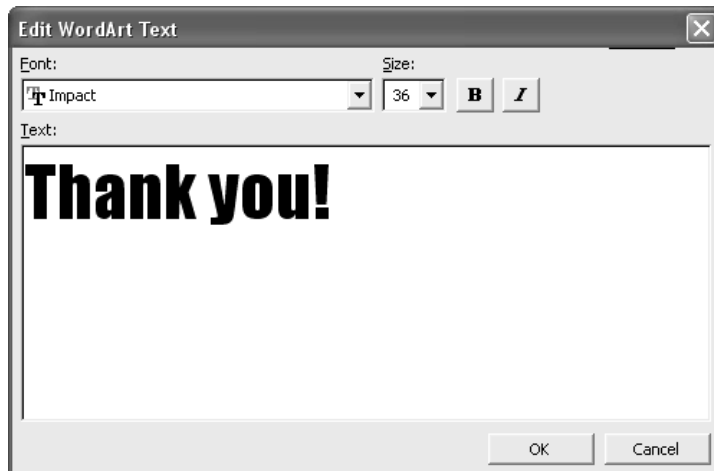 Edit WordArt Text
Font: Size:
Impact 36 B I
Text:
Thank you!
OK Cancel